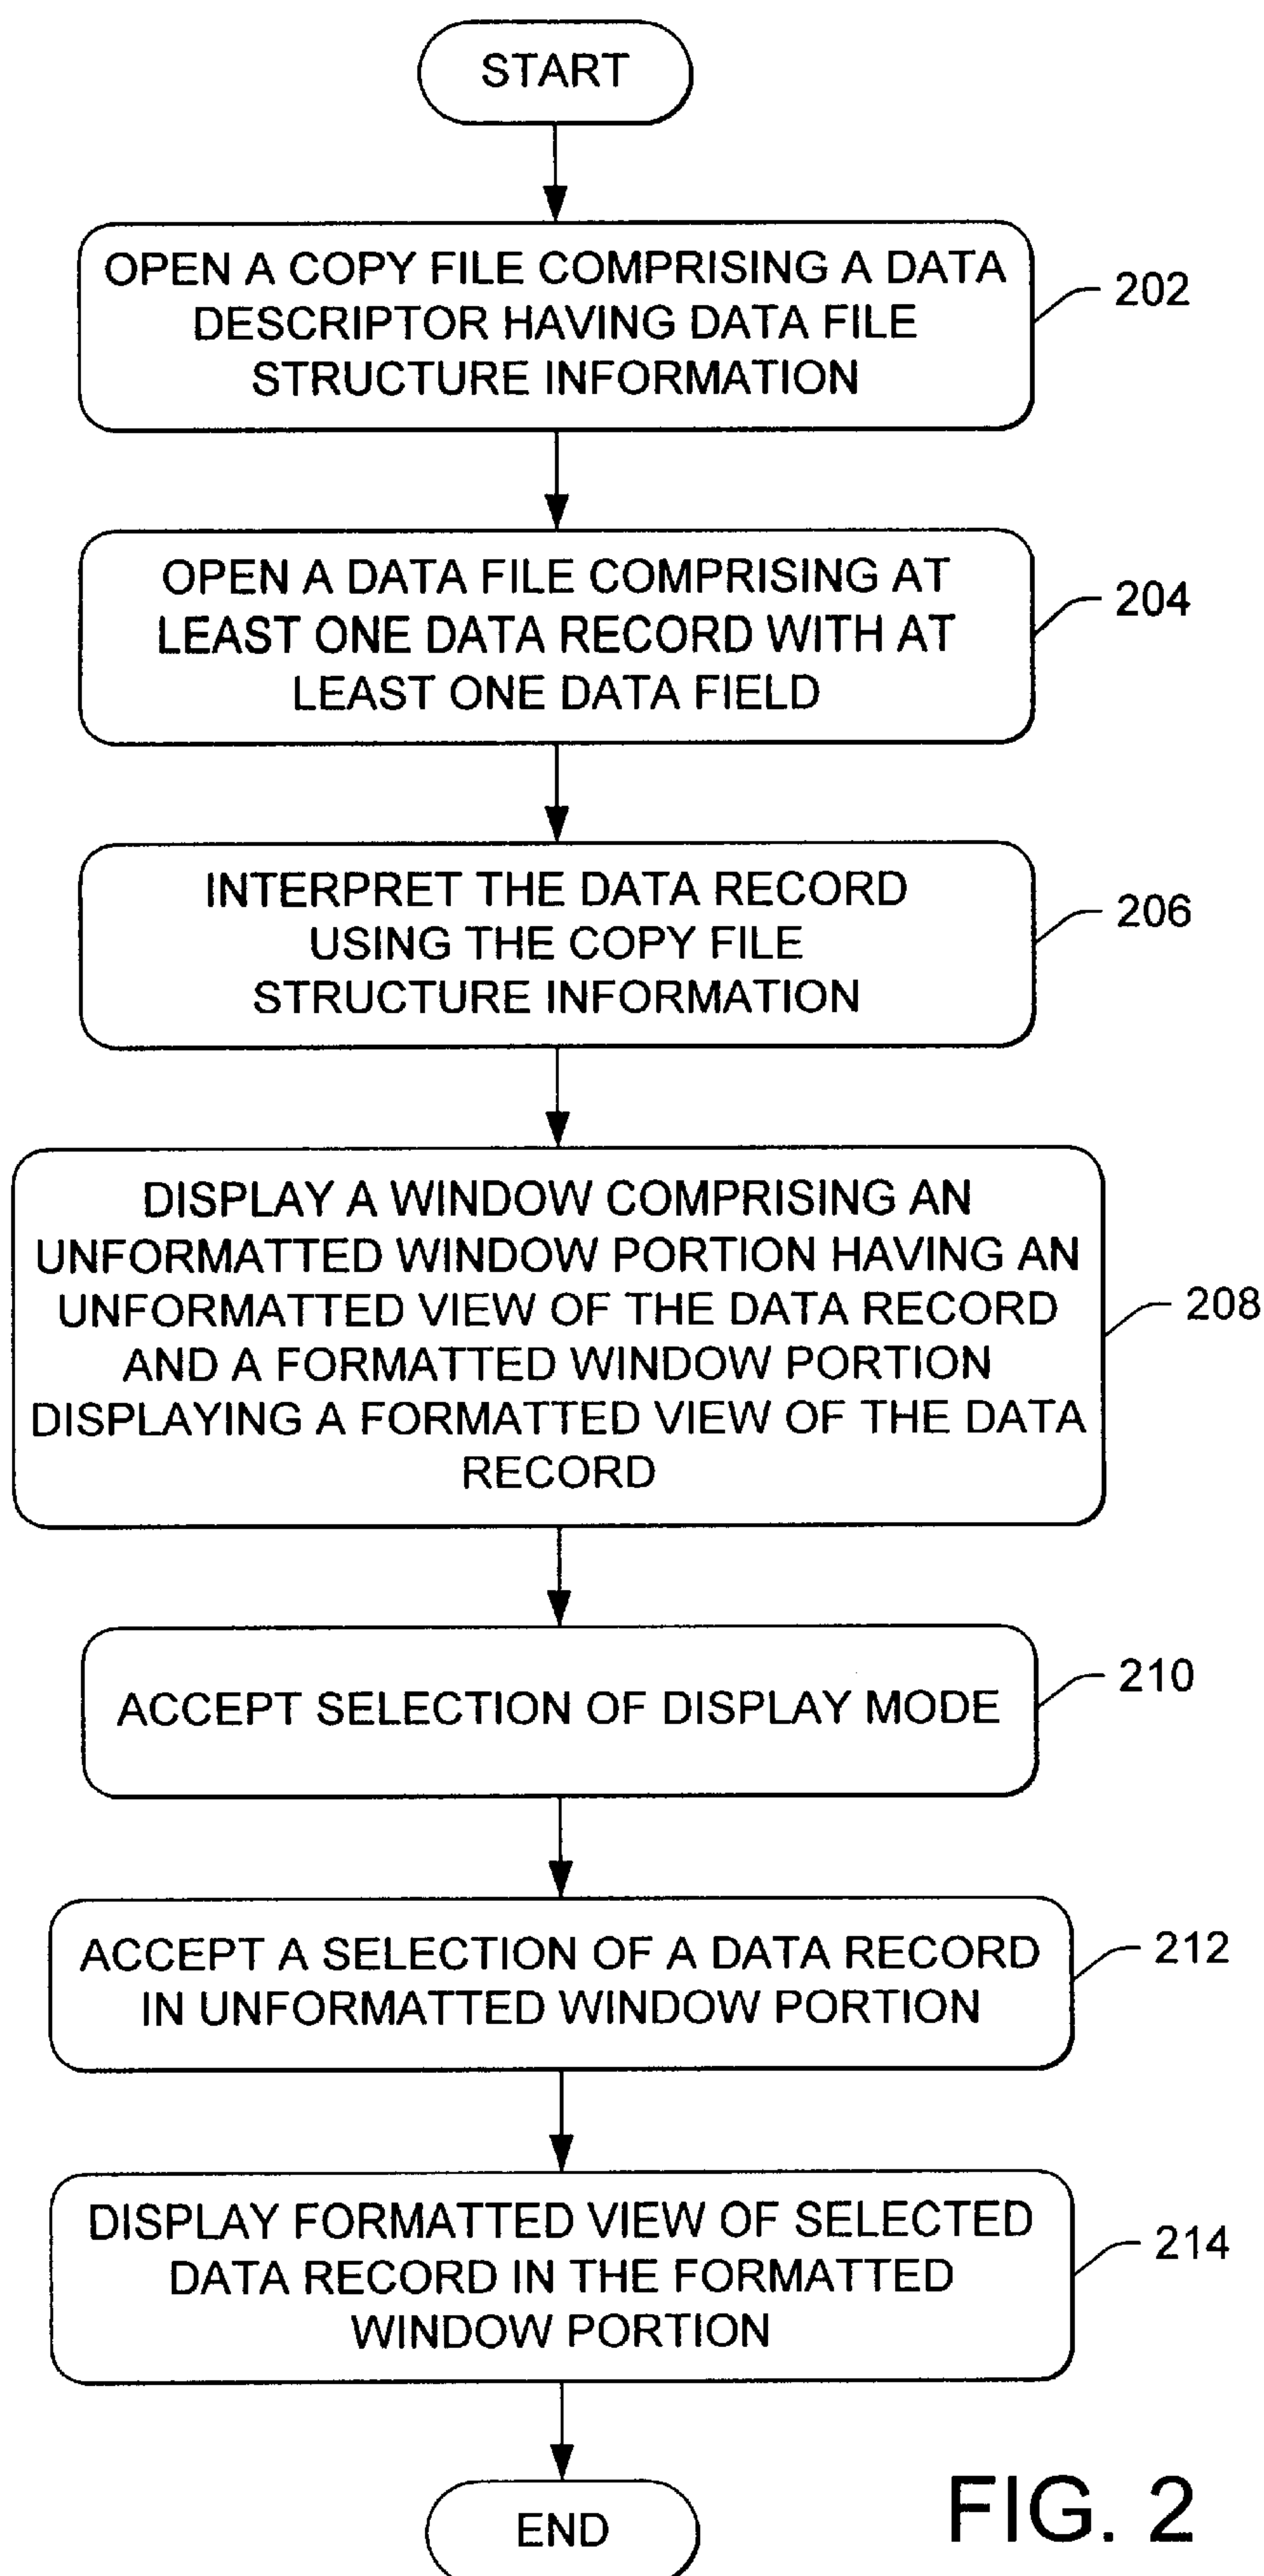 START
OPEN A COPY FILE COMPRISING A DATA
DESCRIPTOR HAVING DATA FILE
STRUCTURE INFORMATION
202
OPEN A DATA FILE COMPRISING AT
LEAST ONE DATA RECORD WITH AT
LEAST ONE DATA FIELD
204
INTERPRET THE DATA RECORD
USING THE COPY FILE
STRUCTURE INFORMATION
206
DISPLAY A WINDOW COMPRISING AN
UNFORMATTED WINDOW PORTION HAVING AN
UNFORMATTED VIEW OF THE DATA RECORD
AND A FORMATTED WINDOW PORTION
DISPLAYING A FORMATTED VIEW OF THE DATA
RECORD
208
ACCEPT SELECTION OF DISPLAY MODE
210
ACCEPT A SELECTION OF A DATA RECORD
IN UNFORMATTED WINDOW PORTION
212
DISPLAY FORMATTED VIEW OF SELECTED
DATA RECORD IN THE FORMATTED
WINDOW PORTION
214
END
FIG. 2